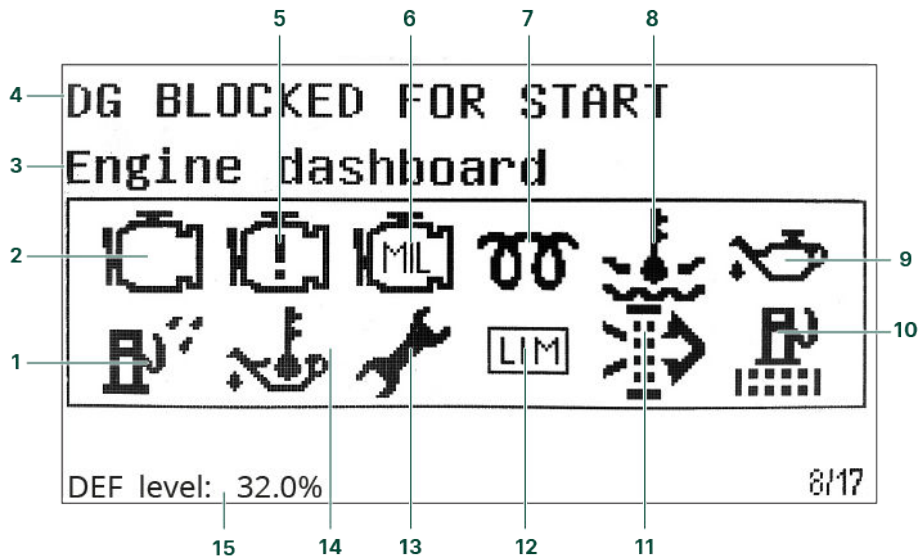 5 6 7 8
4 DG BLOCKED FOR START
3 Engine dashboard
2 ! MIL 9
1 LIM 10
DEF level: 32.0% 8/17
15 14 13 12 11